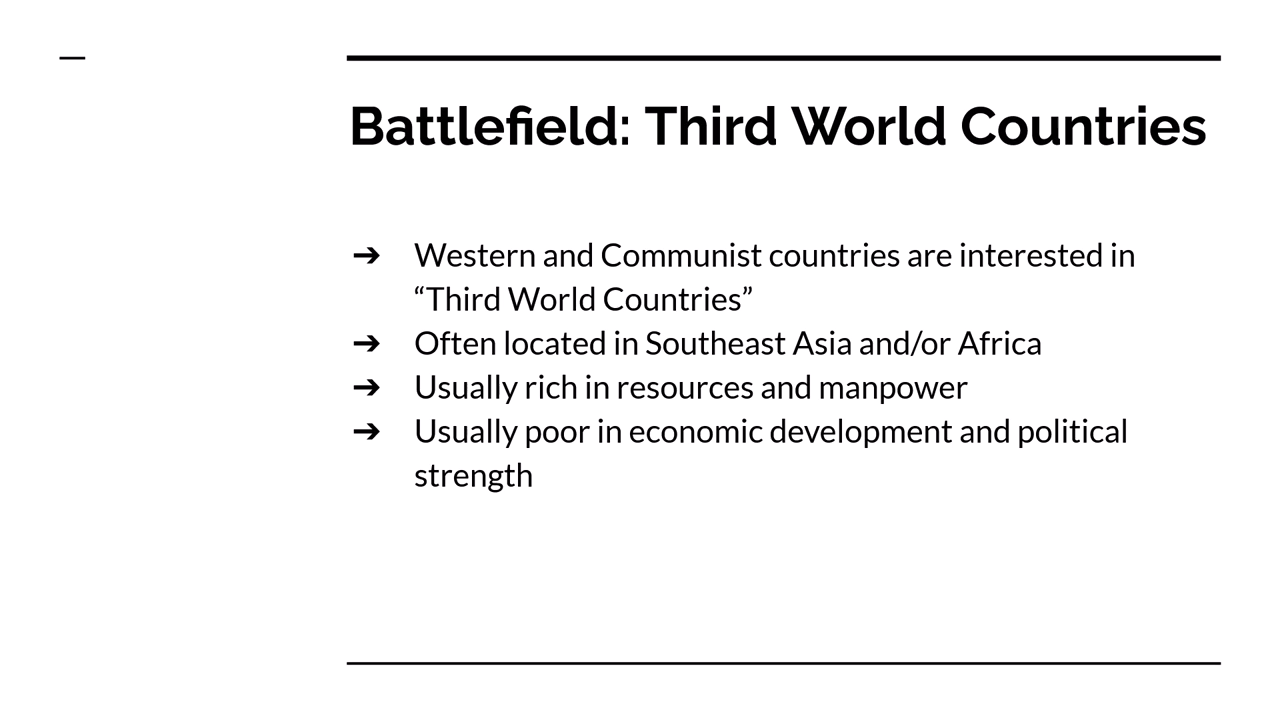 Battlefield: Third World Countries
➔ Western and Communist countries are interested in
“Third World Countries”
➔ Often located in Southeast Asia and/or Africa
➔ Usually rich in resources and manpower
➔ Usually poor in economic development and political
strength